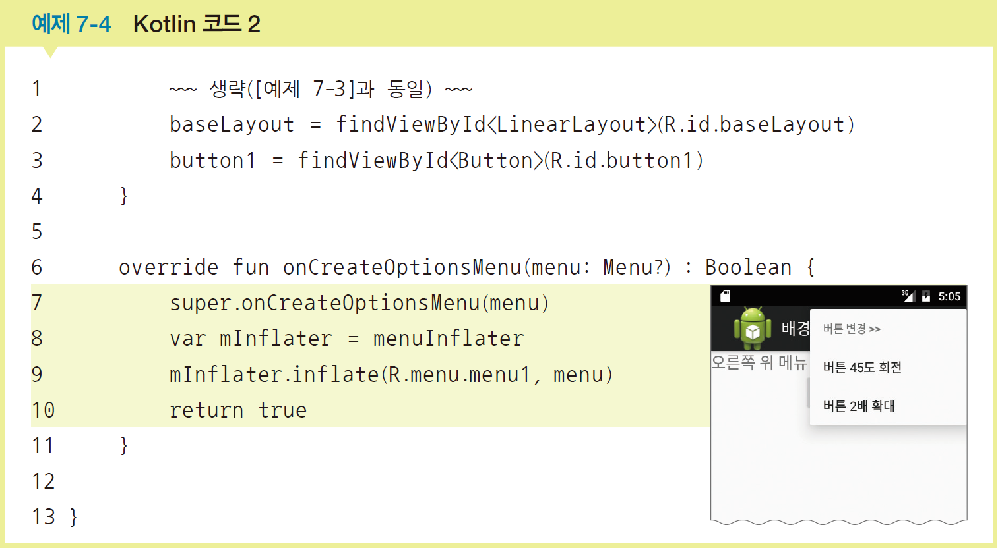 예제 7-4 Kotlin 코드 2
1 ~~~ 생략([예제 7-3]과 동일) ~~~
2 baseLayout = findViewById<LinearLayout>(R.id.baseLayout)
3 button1 = findViewById<Button>(R.id.button1)
4 }
5
6 override fun onCreateOptionsMenu(menu: Menu?) : Boolean {
7 super.onCreateOptionsMenu(menu)
8 var mInflater = menuInflater
9 mInflater.inflate(R.menu.menu1, menu)
10 return true
11 }
12
13 }
3G 5:05
배경
버튼 변경 >>
오른쪽 위 메뉴
버튼 45도 회전
버튼 2배 확대